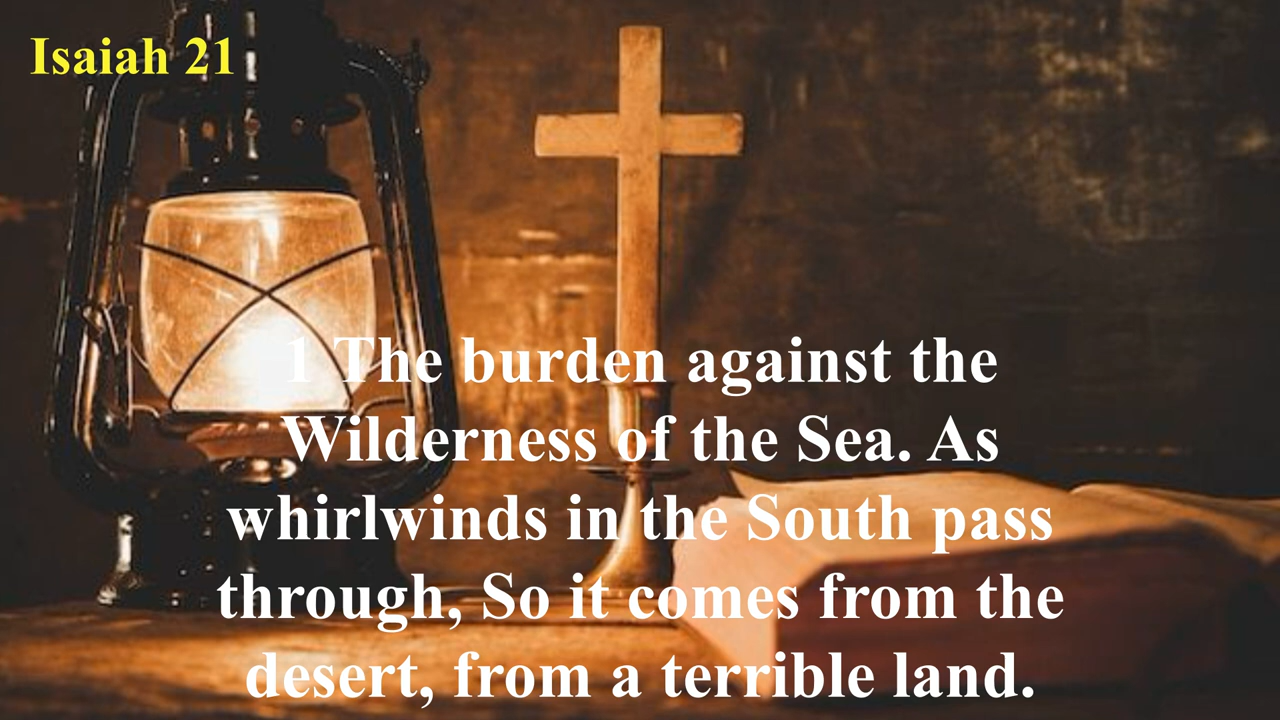 Isaiah 21
1 The burden against the
Wilderness of the Sea. As
whirlwinds in the South pass
through, So it comes from the
desert, from a terrible land.